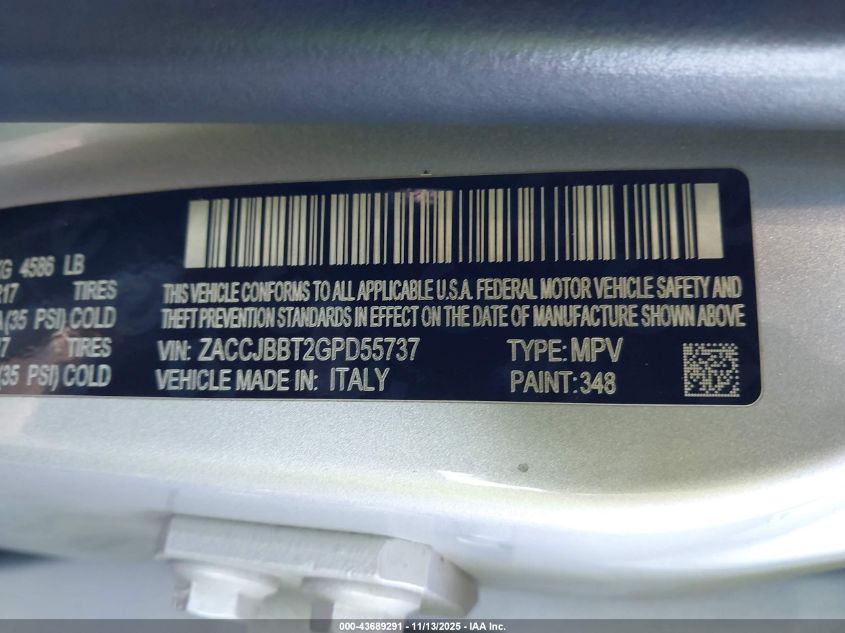 4586 LB
TIRES
(35 PSI) COLD
TIRES
(35 PSI) COLD
THIS VEHICLE CONFORMS TO ALL APPLICABLE U.S.A. FEDERAL MOTOR VEHICLE SAFETY AND
THEFT PREVENTION STANDARDS IN EFFECT ON THE DATE OF MANUFACTURE SHOWN ABOVE
VIN: ZACCJBBT2GPD55737 TYPE: MPV
VEHICLE MADE IN: ITALY PAINT: 348
000-43689291 - 11/13/2025 - IAA Inc.